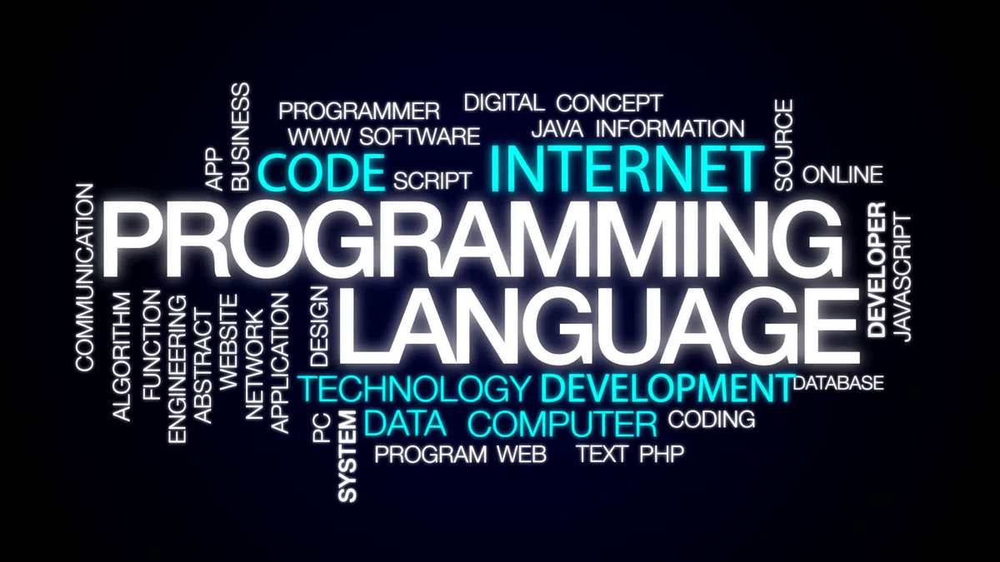 PROGRAMMER
DIGITAL CONCEPT
WWW SOFTWARE
JAVA INFORMATION
APP
BUSINESS
CODE
SCRIPT
INTERNET
SOURCE
ONLINE
COMMUNICATION
PROGRAMMING
LANGUAGE
DEVELOPER
JAVASCRIPT
ALGORITHM
FUNCTION
ENGINEERING
ABSTRACT
WEBSITE
NETWORK
APPLICATION
DESIGN
TECHNOLOGY
DEVELOPMENT
DATABASE
PC
SYSTEM
DATA
COMPUTER
CODING
PROGRAM WEB
TEXT PHP